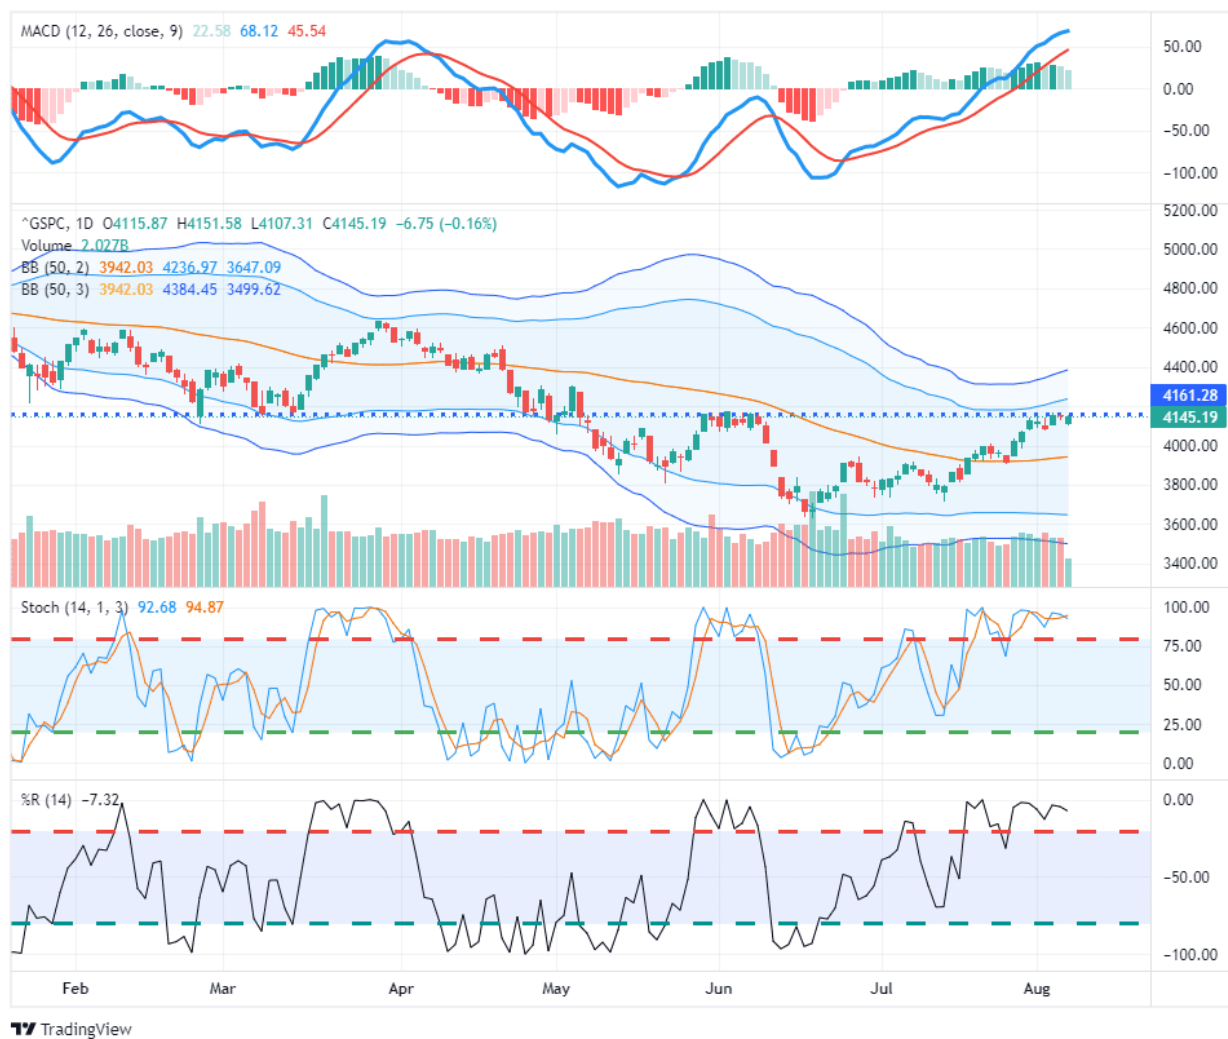 MACD (12, 26, close, 9) 22.58 68.12 45.54
50.00
0.00
−50.00
−100.00
5200.00
^GSPC, 1D O4115.87 H4151.58 L4107.31 C4145.19 −6.75 (−0.16%)
Volume 2.027B
5000.00
BB (50, 2) 3942.03 4236.97 3647.09
BB (50, 3) 3942.03 4384.45 3499.62
4800.00
4600.00
4400.00
4161.28
4145.19
4000.00
3800.00
3600.00
3400.00
Stoch (14, 1, 3) 92.68 94.87
100.00
75.00
50.00
25.00
0.00
%R (14) −7.32
0.00
−50.00
−100.00
Feb Mar Apr May Jun Jul Aug
TradingView